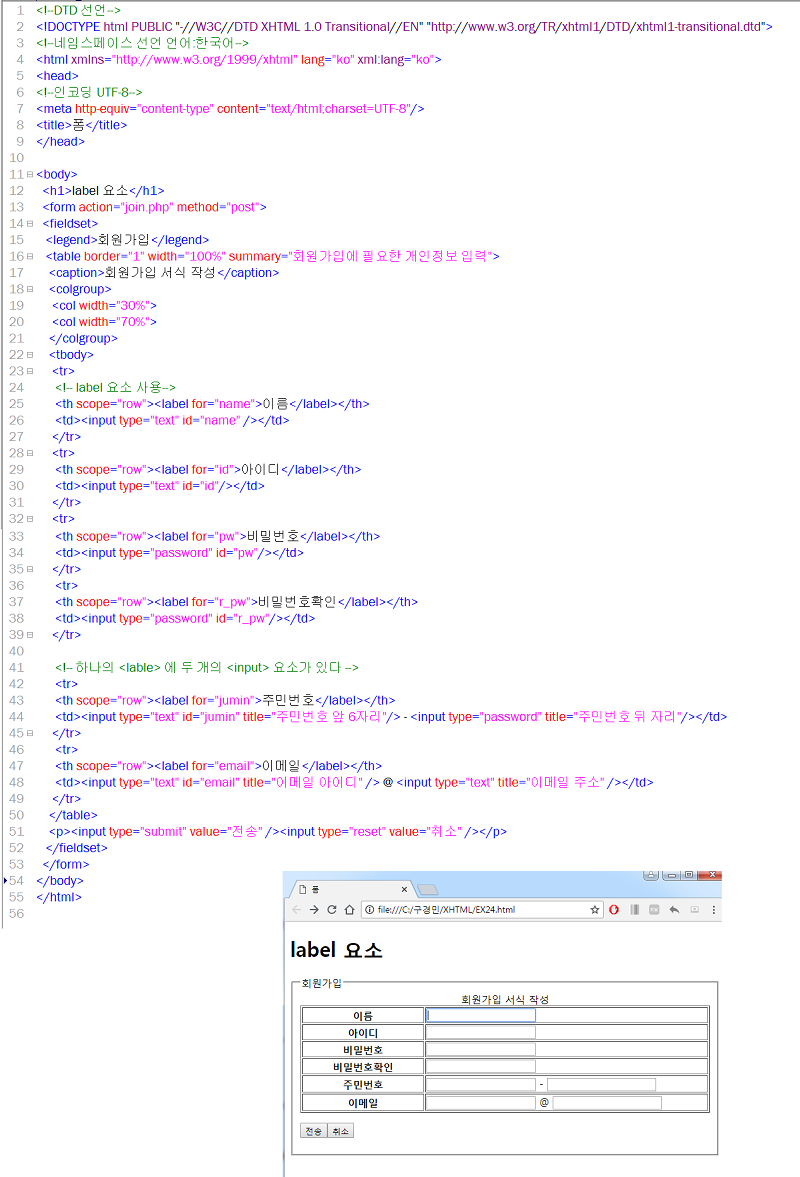 1 <!--DTD 선언-->
2 <!DOCTYPE html PUBLIC "-//W3C//DTD XHTML 1.0 Transitional//EN" "http://www.w3.org/TR/xhtml1/DTD/xhtml1-transitional.dtd">
3 <!--네임스페이스 선언 언어:한국어-->
4 <html xmlns="http://www.w3.org/1999/xhtml" lang="ko" xml:lang="ko">
5 <head>
6 <!--인코딩 UTF-8-->
7 <meta http-equiv="content-type" content="text/html;charset=UTF-8"/>
8 <title>폼</title>
9 </head>
10
11 <body>
12 <h1>label 요소</h1>
13 <form action="join.php" method="post">
14 <fieldset>
15 <legend>회원가입</legend>
16 <table border="1" width="100%" summary="회원가입에 필요한 개인정보 입력">
17 <caption>회원가입 서식 작성</caption>
18 <colgroup>
19 <col width="30%">
20 <col width="70%">
21 </colgroup>
22 <tbody>
23 <tr>
24 <!-- label 요소 사용-->
25 <th scope="row"><label for="name">이름</label></th>
26 <td><input type="text" id="name" /></td>
27 </tr>
28 <tr>
29 <th scope="row"><label for="id">아이디</label></th>
30 <td><input type="text" id="id"/></td>
31 </tr>
32 <tr>
33 <th scope="row"><label for="pw">비밀번호</label></th>
34 <td><input type="password" id="pw"/></td>
35 </tr>
36 <tr>
37 <th scope="row"><label for="r_pw">비밀번호확인</label></th>
38 <td><input type="password" id="r_pw"/></td>
39 </tr>
40
41 <!-- 하나의 <lable> 에 두 개의 <input> 요소가 있다 -->
42 <tr>
43 <th scope="row"><label for="jumin">주민번호</label></th>
44 <td><input type="text" id="jumin" title="주민번호 앞 6자리"/> - <input type="password" title="주민번호 뒤 자리"/></td>
45 </tr>
46 <tr>
47 <th scope="row"><label for="email">이메일</label></th>
48 <td><input type="text" id="email" title="이메일 아이디" /> @ <input type="text" title="이메일 주소" /></td>
49 </tr>
50 </table>
51 <p><input type="submit" value="전송" /><input type="reset" value="취소" /></p>
52 </fieldset>
53 </form>
54 </body>
55 </html>
56
폼
file:///C:/구경민/XHTML/EX24.html
label 요소
회원가입
회원가입 서식 작성
이름
아이디
비밀번호
비밀번호확인
주민번호 -
이메일 @
전송 취소